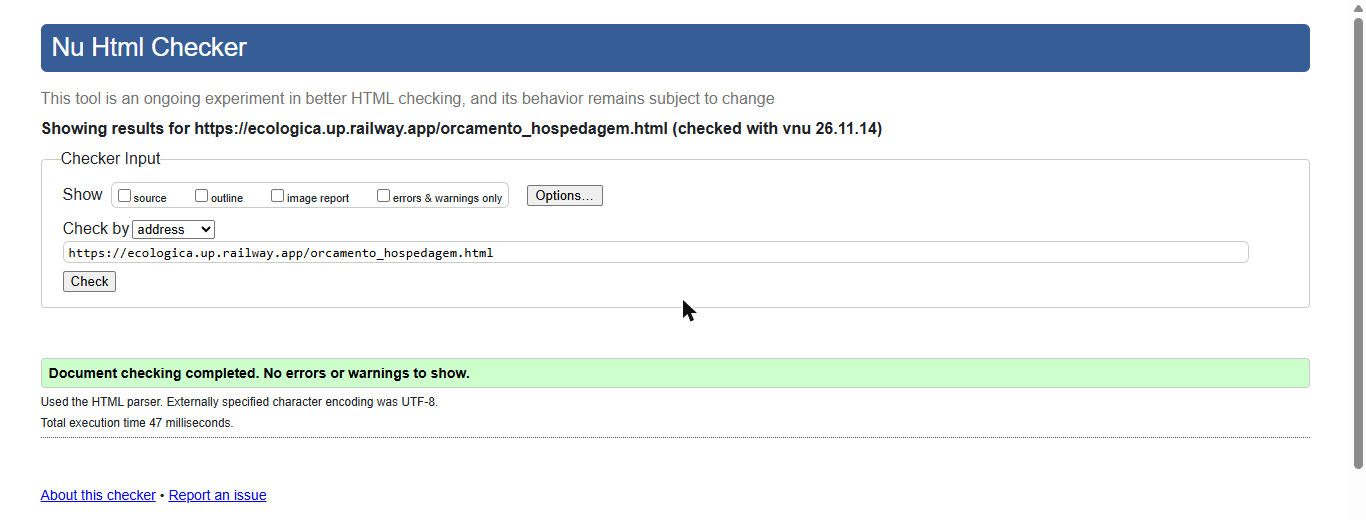 Nu Html Checker
This tool is an ongoing experiment in better HTML checking, and its behavior remains subject to change
Showing results for https://ecologica.up.railway.app/orcamento_hospedagem.html (checked with vnu 26.11.14)
Checker Input
Show source outline image report errors & warnings only Options...
Check by address
https://ecologica.up.railway.app/orcamento_hospedagem.html
Check
Document checking completed. No errors or warnings to show.
Used the HTML parser. Externally specified character encoding was UTF-8.
Total execution time 47 milliseconds.
About this checker • Report an issue